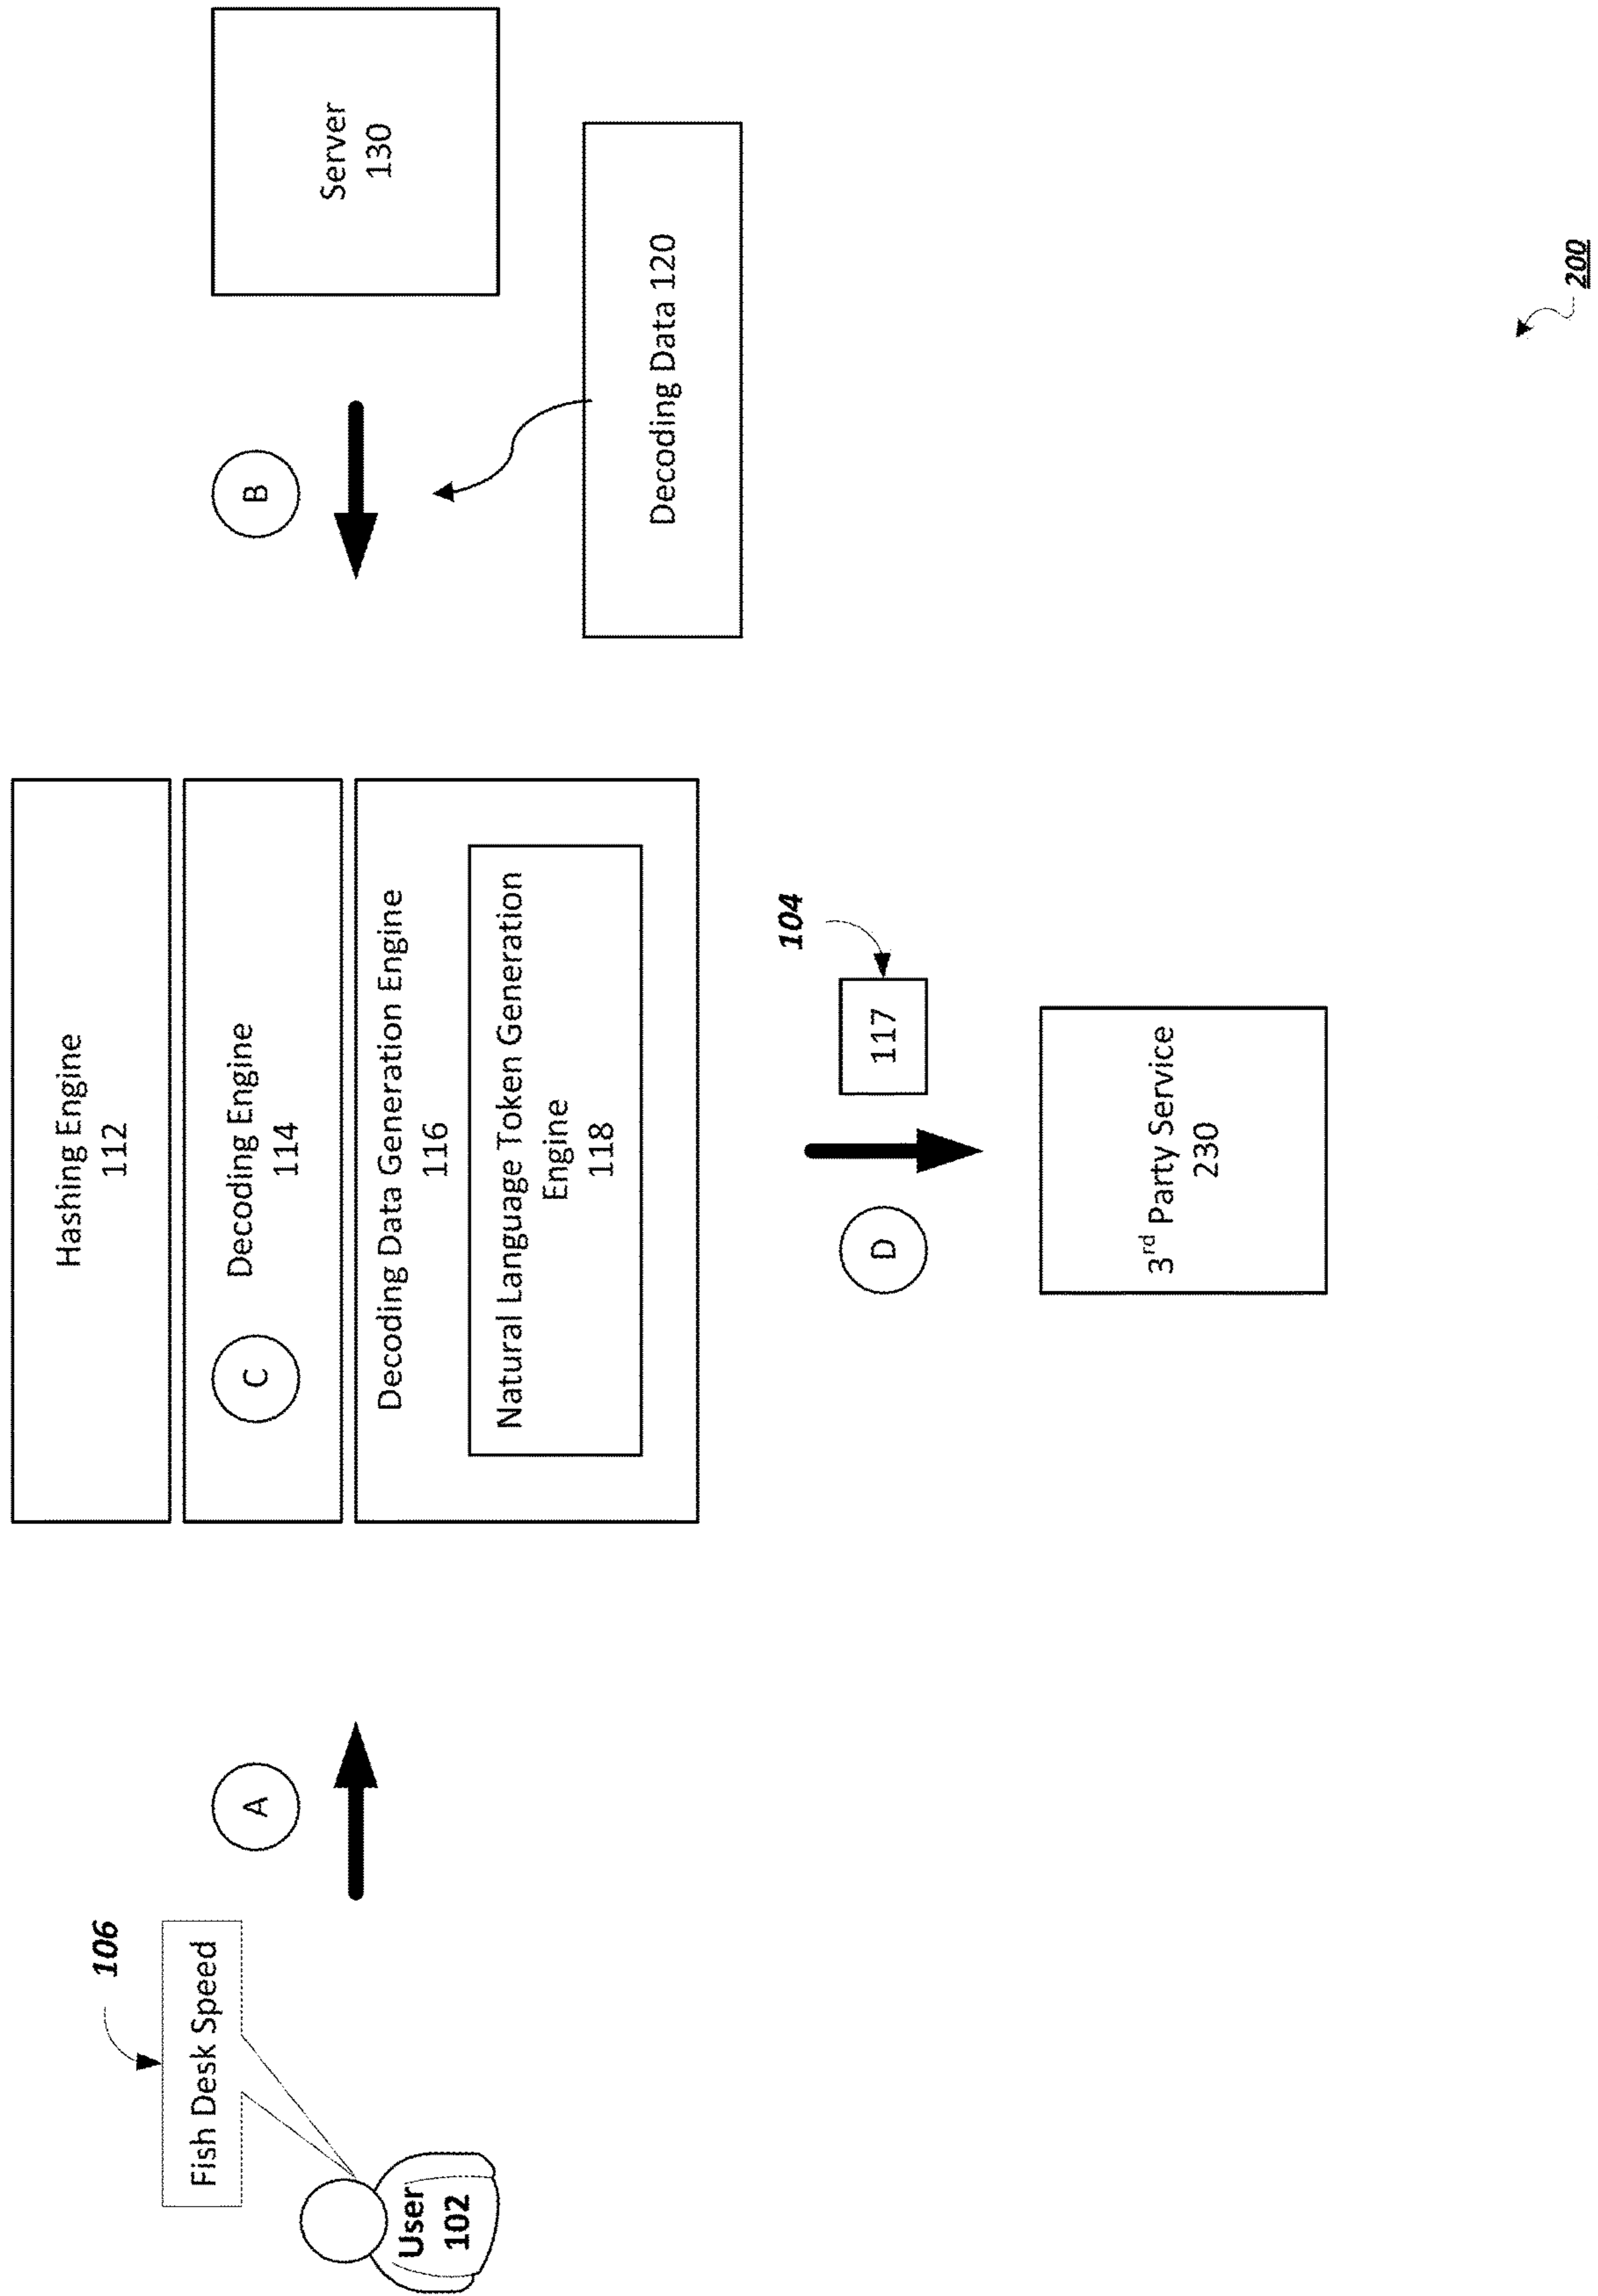 106
Fish Desk Speed
User
102
A
Hashing Engine
112
C
Decoding Engine
114
Decoding Data Generation Engine
116
Natural Language Token Generation
Engine
118
B
Server
130
Decoding Data 120
D
104
117
3rd Party Service
230
200